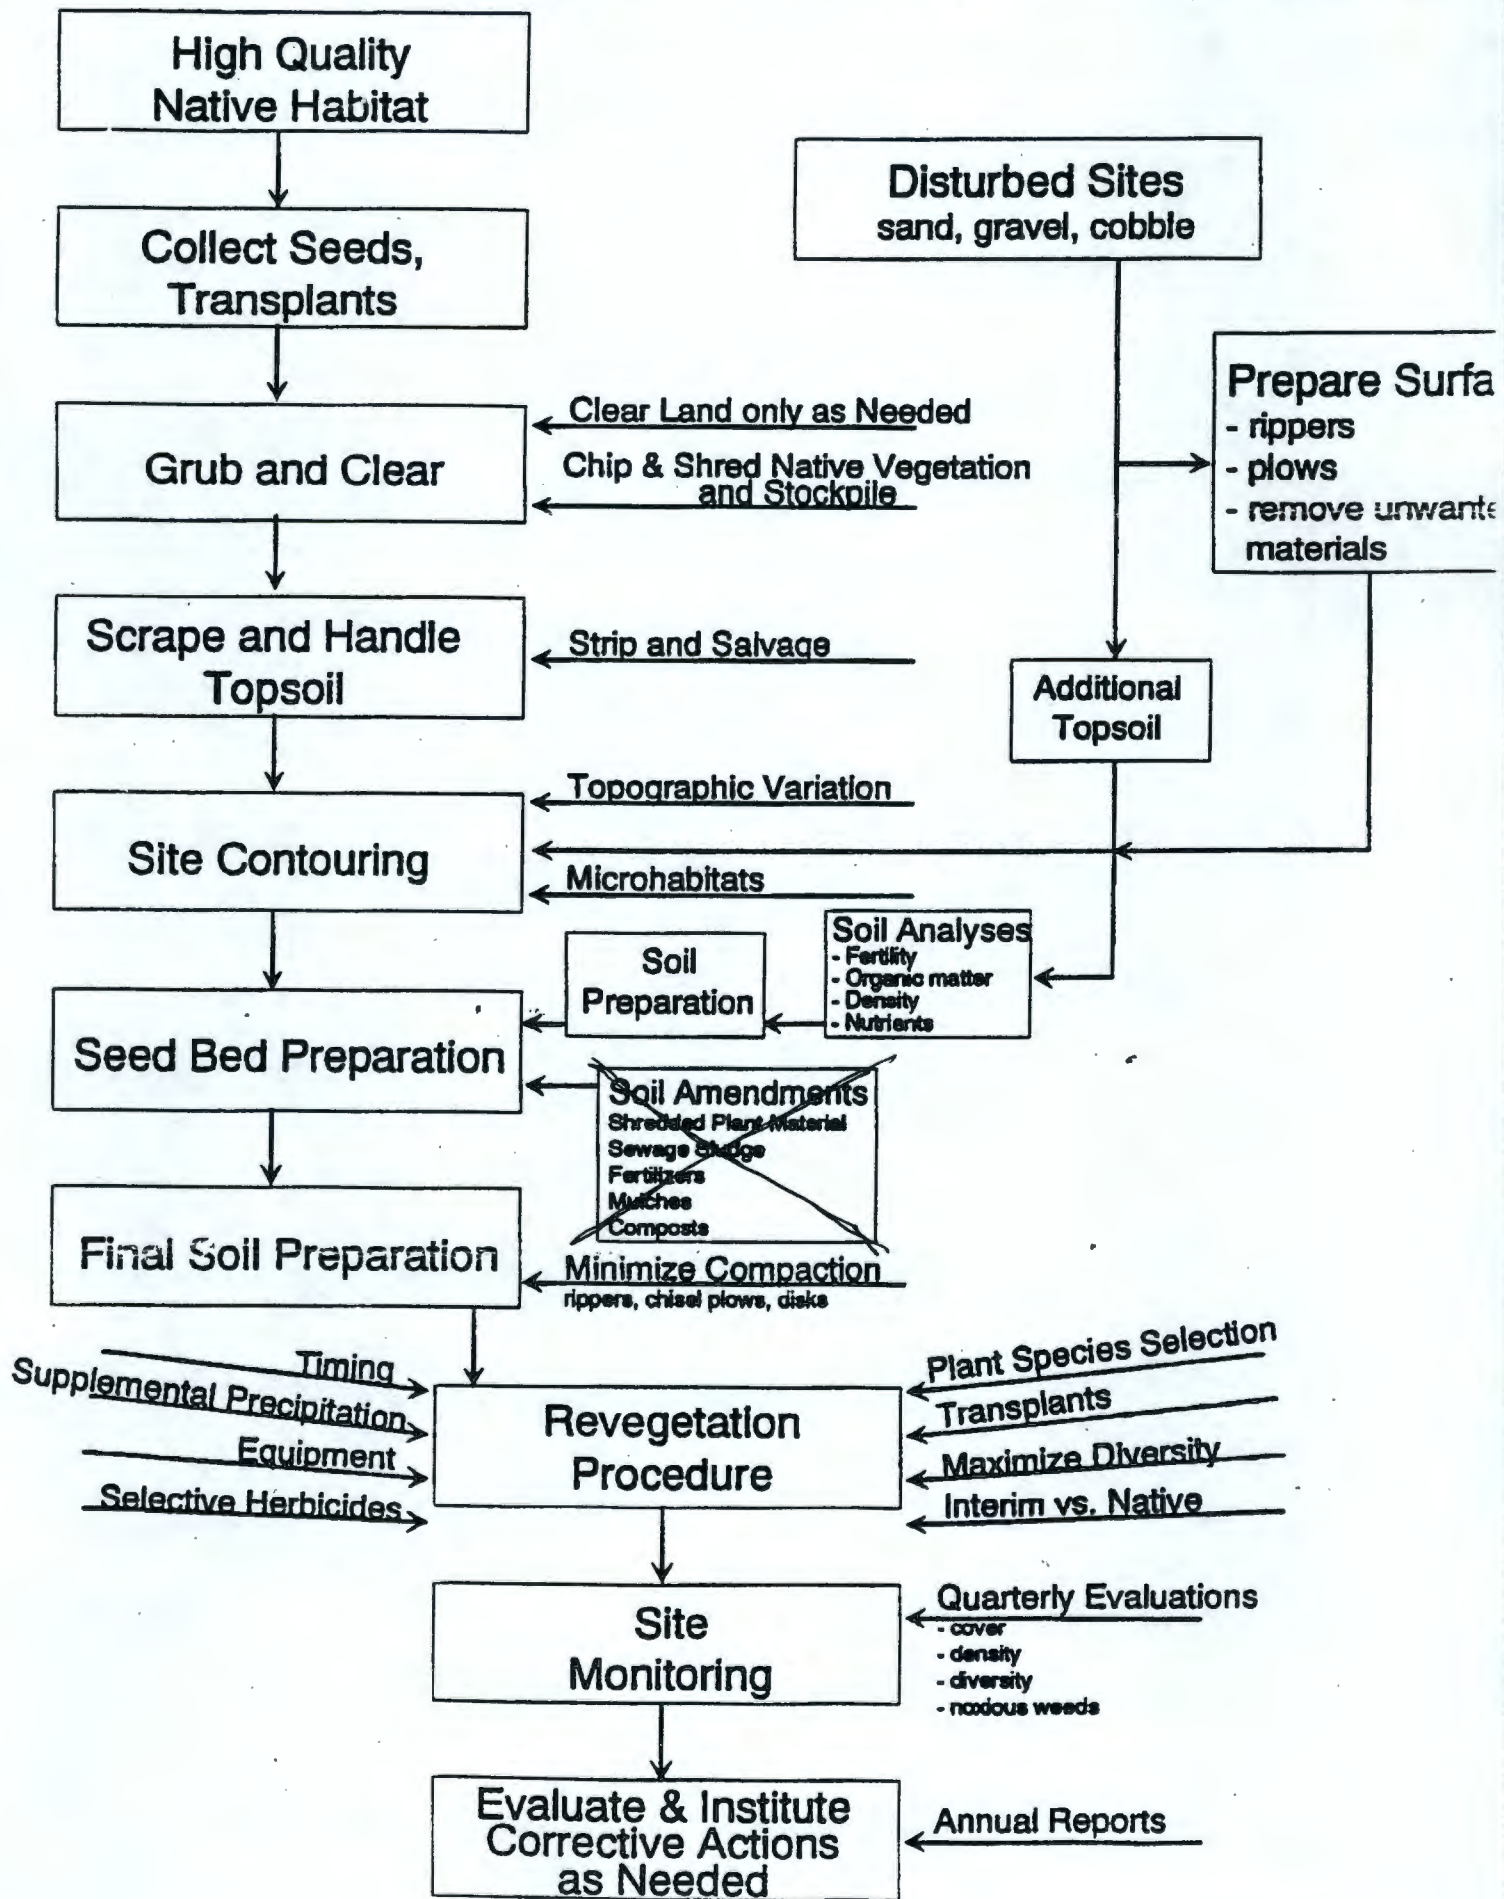 High Quality
Native Habitat
Disturbed Sites
sand, gravel, cobble
Collect Seeds,
Transplants
Prepare Surfa
- rippers
- plows
- remove unwante
materials
Grub and Clear
Clear Land only as Needed
Chip & Shred Native Vegetation
and Stockpile
Scrape and Handle
Topsoil
Strip and Salvage
Additional
Topsoil
Site Contouring
Topographic Variation
Microhabitats
Soil Analyses
- Fertility
- Organic matter
- Density
- Nutrients
Soil
Preparation
Seed Bed Preparation
Soil Amendments
Shredded Plant Material
Sewage Sludge
Fertilizers
Mulches
Composts
Final Soil Preparation
Minimize Compaction
rippers, chisel plows, disks
Timing
Supplemental Precipitation
Equipment
Selective Herbicides
Revegetation
Procedure
Plant Species Selection
Transplants
Maximize Diversity
Interim vs. Native
Site
Monitoring
Quarterly Evaluations
- cover
- density
- diversity
- noxious weeds
Evaluate & Institute
Corrective Actions
as Needed
Annual Reports